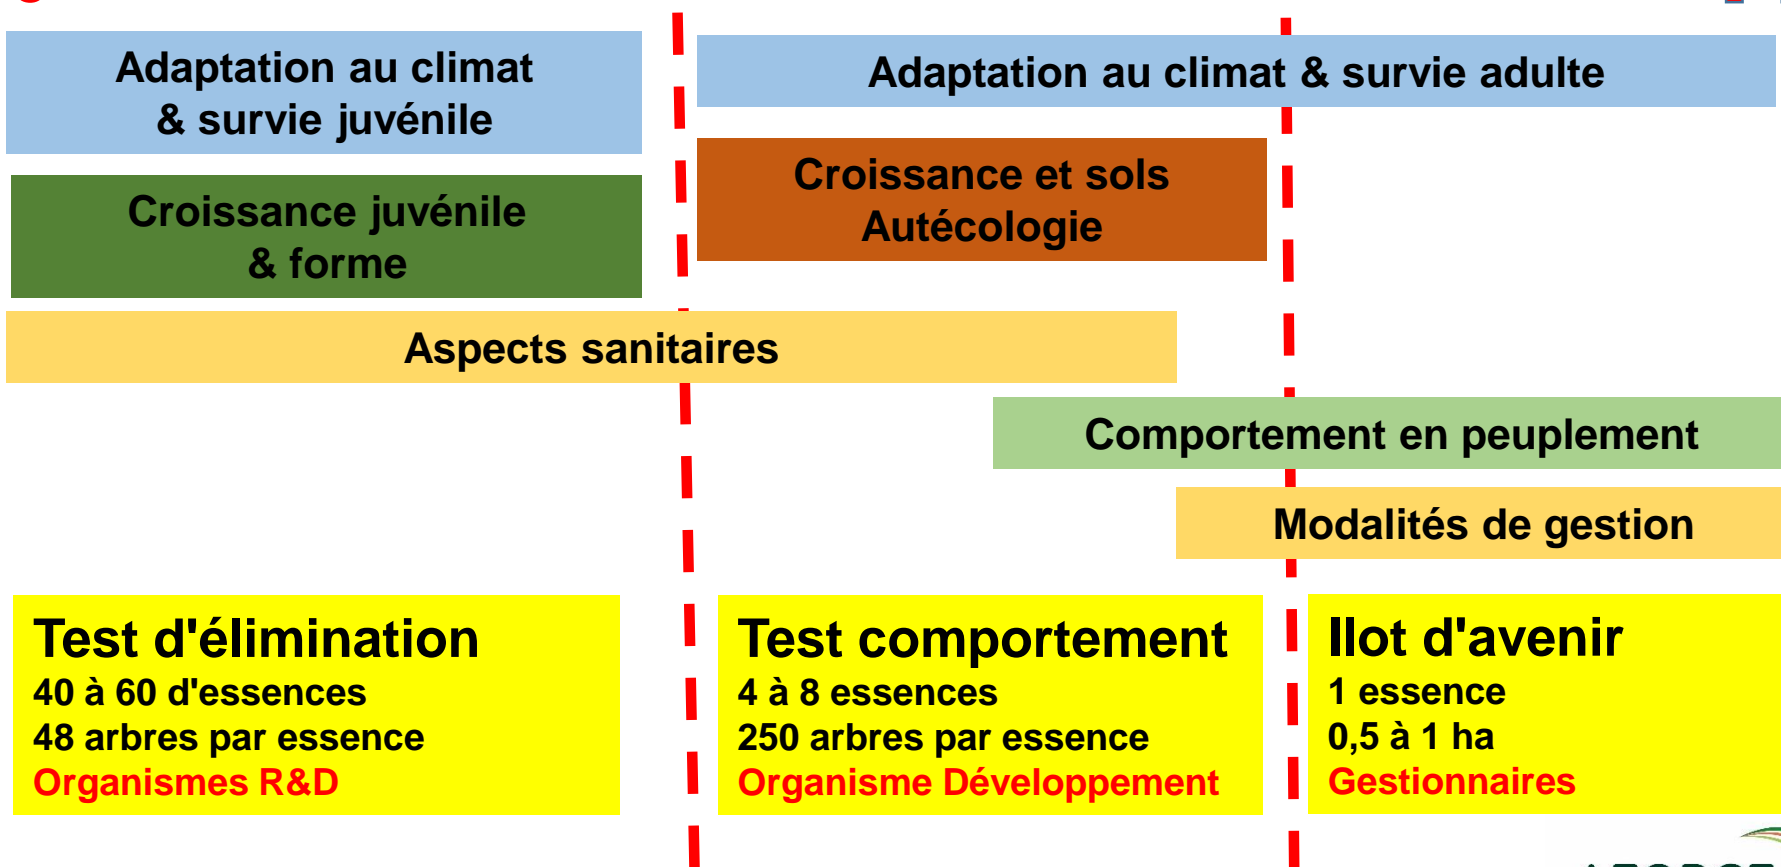 Adaptation au climat
& survie juvénile
Adaptation au climat & survie adulte
Croissance juvénile
& forme
Croissance et sols
Autécologie
Aspects sanitaires
Comportement en peuplement
Modalités de gestion
Test d'élimination
40 à 60 d'essences
48 arbres par essence
Organismes R&D
Test comportement
4 à 8 essences
250 arbres par essence
Organisme Développement
Ilot d'avenir
1 essence
0,5 à 1 ha
Gestionnaires